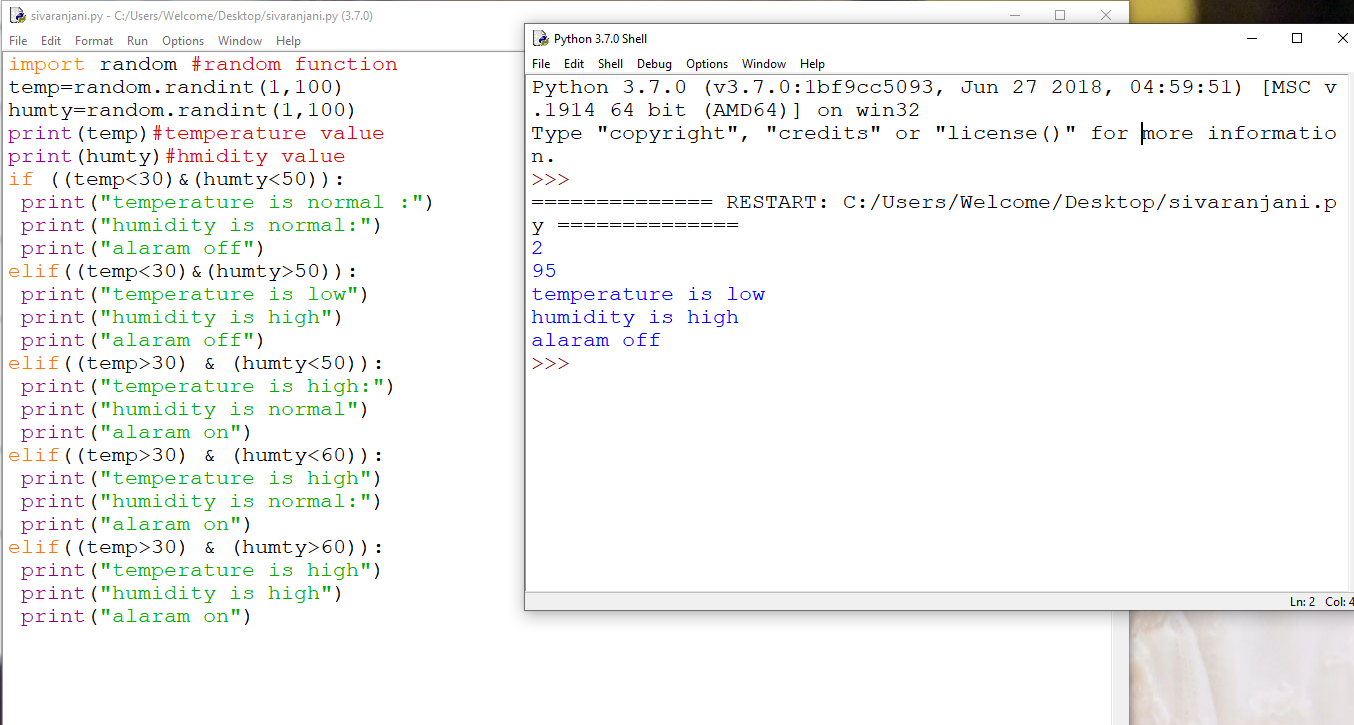 sivaranjani.py - C:/Users/Welcome/Desktop/sivaranjani.py (3.7.0)
File Edit Format Run Options Window Help
import random #random function
temp=random.randint(1,100)
humty=random.randint(1,100)
print(temp)#temperature value
print(humty)#hmidity value
if ((temp<30)&(humty<50)):
 print("temperature is normal :")
 print("humidity is normal:")
 print("alaram off")
elif((temp<30)&(humty>50)):
 print("temperature is low")
 print("humidity is high")
 print("alaram off")
elif((temp>30) & (humty<50)):
 print("temperature is high:")
 print("humidity is normal")
 print("alaram on")
elif((temp>30) & (humty<60)):
 print("temperature is high")
 print("humidity is normal:")
 print("alaram on")
elif((temp>30) & (humty>60)):
 print("temperature is high")
 print("humidity is high")
 print("alaram on")
Python 3.7.0 Shell
File Edit Shell Debug Options Window Help
Python 3.7.0 (v3.7.0:1bf9cc5093, Jun 27 2018, 04:59:51) [MSC v
.1914 64 bit (AMD64)] on win32
Type "copyright", "credits" or "license()" for more informatio
n.
>>>
============== RESTART: C:/Users/Welcome/Desktop/sivaranjani.p
y ==============
2
95
temperature is low
humidity is high
alaram off
>>>
Ln: 2 Col: 4